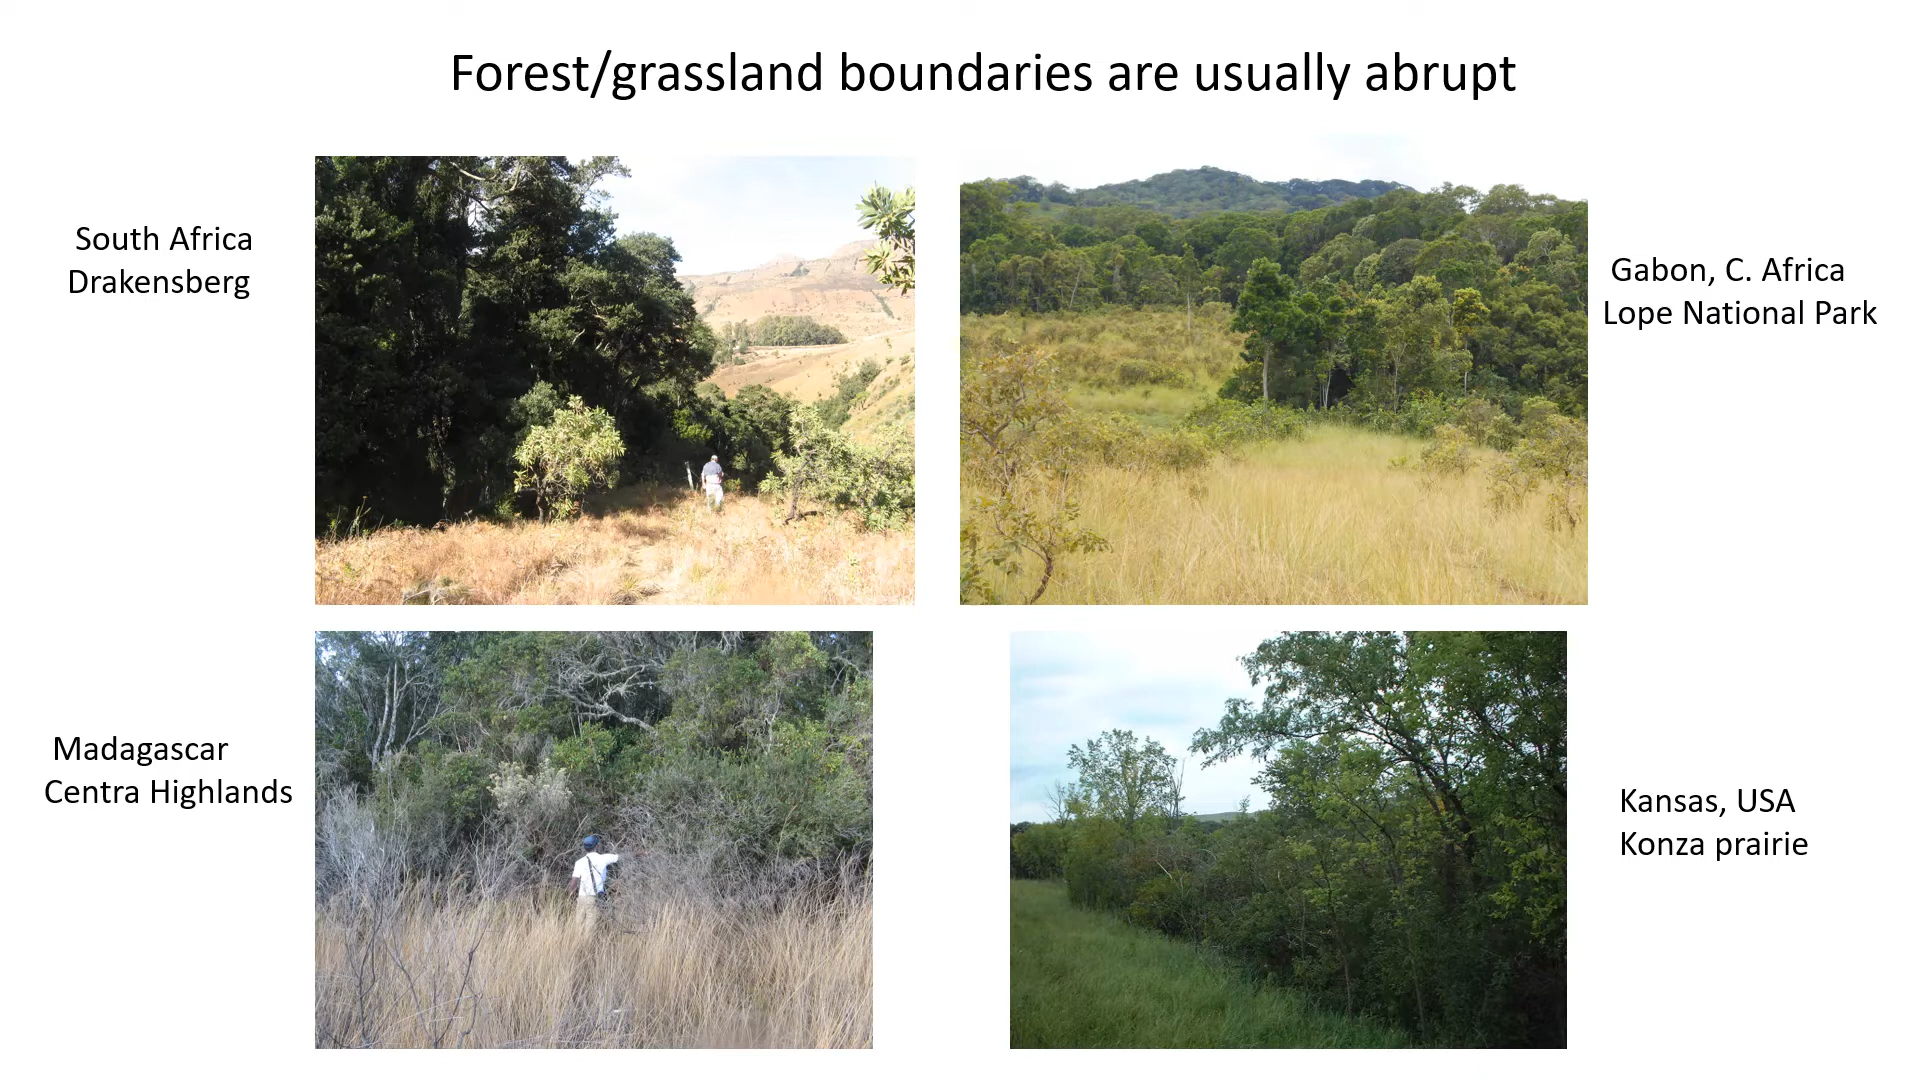 Forest/grassland boundaries are usually abrupt
South Africa
Drakensberg
Gabon, C. Africa
Lope National Park
Madagascar
Centra Highlands
Kansas, USA
Konza prairie